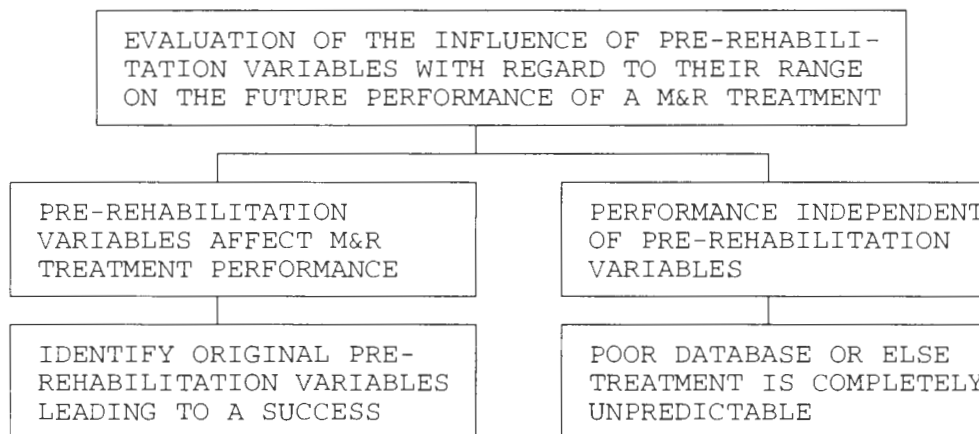 EVALUATION OF THE INFLUENCE OF PRE-REHABILI-
TATION VARIABLES WITH REGARD TO THEIR RANGE
ON THE FUTURE PERFORMANCE OF A M&R TREATMENT
PRE-REHABILITATION
VARIABLES AFFECT M&R
TREATMENT PERFORMANCE
PERFORMANCE INDEPENDENT
OF PRE-REHABILITATION
VARIABLES
IDENTIFY ORIGINAL PRE-
REHABILITATION VARIABLES
LEADING TO A SUCCESS
POOR DATABASE OR ELSE
TREATMENT IS COMPLETELY
UNPREDICTABLE